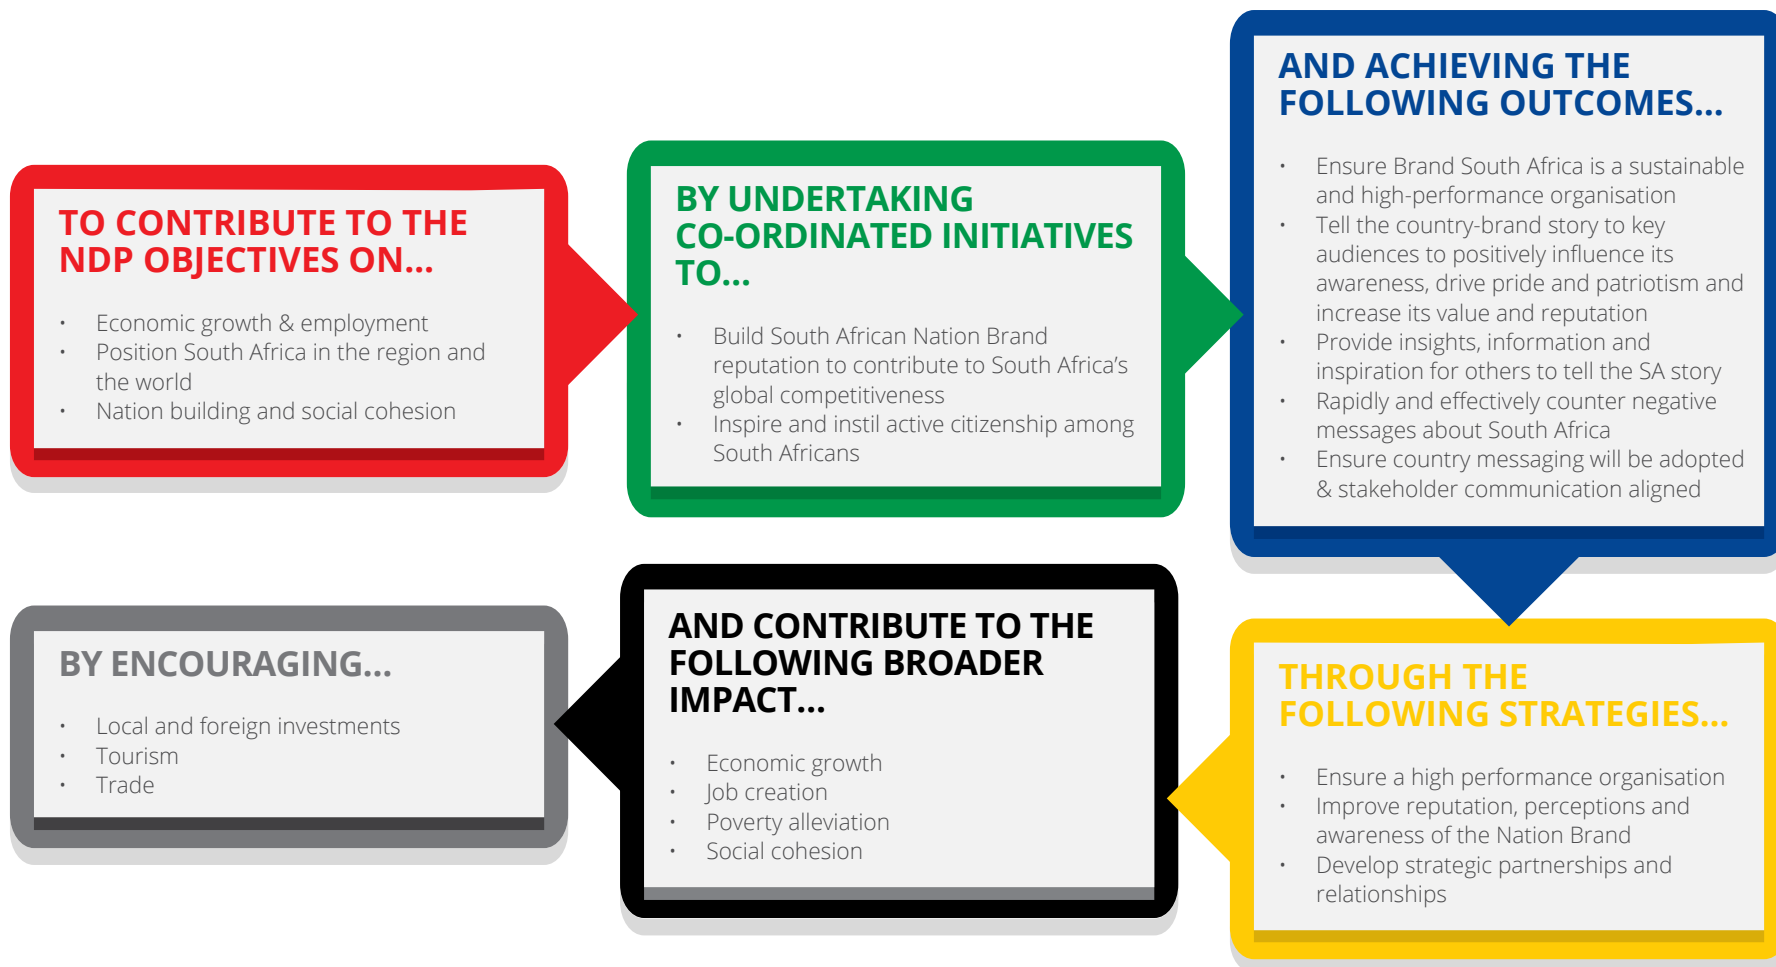 TO CONTRIBUTE TO THE
NDP OBJECTIVES ON...
• Economic growth & employment
• Position South Africa in the region and
the world
• Nation building and social cohesion
BY UNDERTAKING
CO-ORDINATED INITIATIVES
TO...
• Build South African Nation Brand
reputation to contribute to South Africa's
global competitiveness
• Inspire and instil active citizenship among
South Africans
AND ACHIEVING THE
FOLLOWING OUTCOMES...
• Ensure Brand South Africa is a sustainable
and high-performance organisation
• Tell the country-brand story to key
audiences to positively influence its
awareness, drive pride and patriotism and
increase its value and reputation
• Provide insights, information and
inspiration for others to tell the SA story
• Rapidly and effectively counter negative
messages about South Africa
• Ensure country messaging will be adopted
& stakeholder communication aligned
THROUGH THE
FOLLOWING STRATEGIES...
• Ensure a high performance organisation
• Improve reputation, perceptions and
awareness of the Nation Brand
• Develop strategic partnerships and
relationships
AND CONTRIBUTE TO THE
FOLLOWING BROADER
IMPACT...
• Economic growth
• Job creation
• Poverty alleviation
• Social cohesion
BY ENCOURAGING...
• Local and foreign investments
• Tourism
• Trade